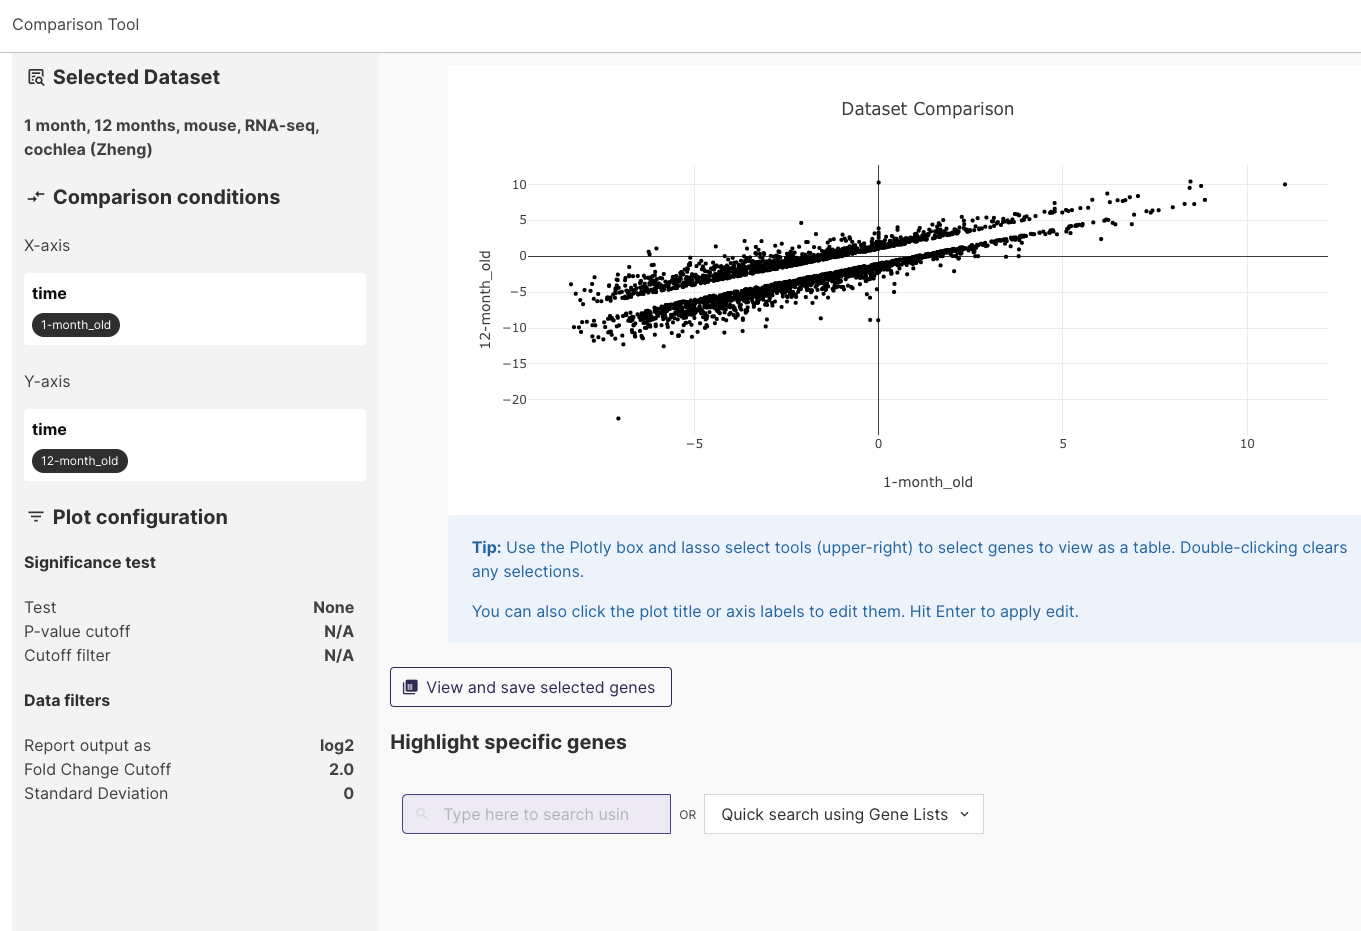 Comparison Tool
Selected Dataset
1 month, 12 months, mouse, RNA-seq,
cochlea (Zheng)
Comparison conditions
X-axis
time
1-month_old
Y-axis
time
12-month_old
Plot configuration
Significance test
Test None
P-value cutoff N/A
Cutoff filter N/A
Data filters
Report output as log2
Fold Change Cutoff 2.0
Standard Deviation 0
Dataset Comparison
10
5
0
−5
−10
−15
−20
12-month_old
−5 0 5 10
1-month_old
Tip: Use the Plotly box and lasso select tools (upper-right) to select genes to view as a table. Double-clicking clears
any selections.
You can also click the plot title or axis labels to edit them. Hit Enter to apply edit.
View and save selected genes
Highlight specific genes
Type here to search usin OR Quick search using Gene Lists